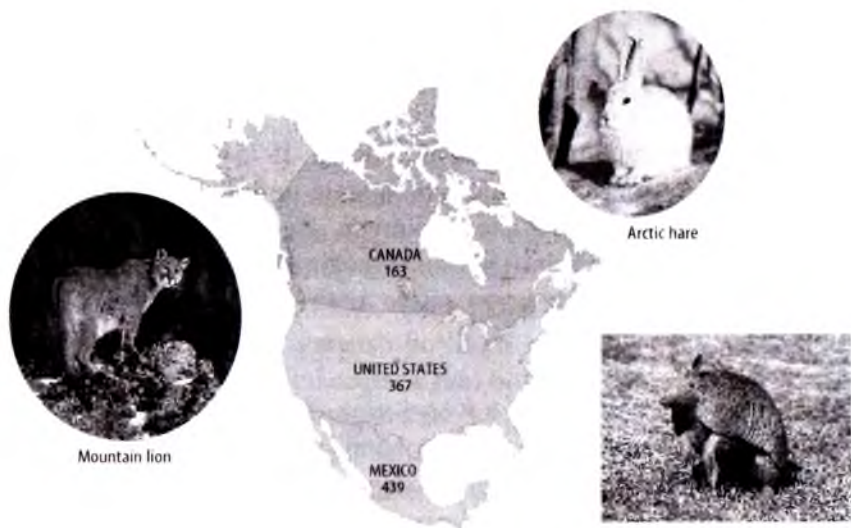 Arctic hare
CANADA
163
UNITED STATES
367
Mountain lion
MEXICO
439